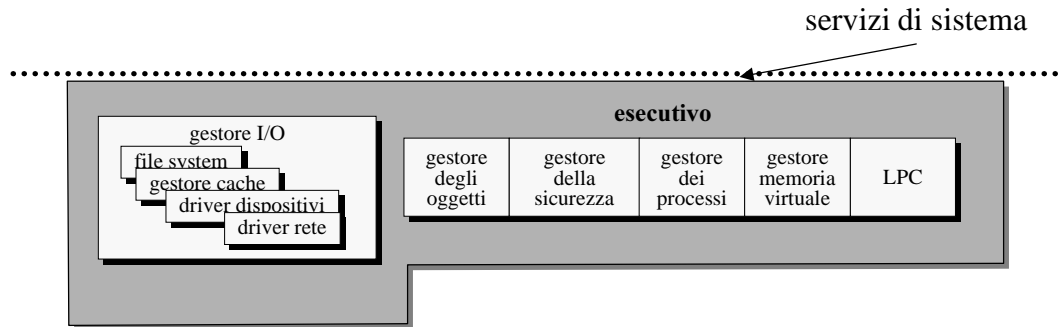 servizi di sistema
esecutivo
gestore I/O
file system
gestore cache
driver dispositivi
driver rete
gestore
degli
oggetti
gestore
della
sicurezza
gestore
dei
processi
gestore
memoria
virtuale
LPC